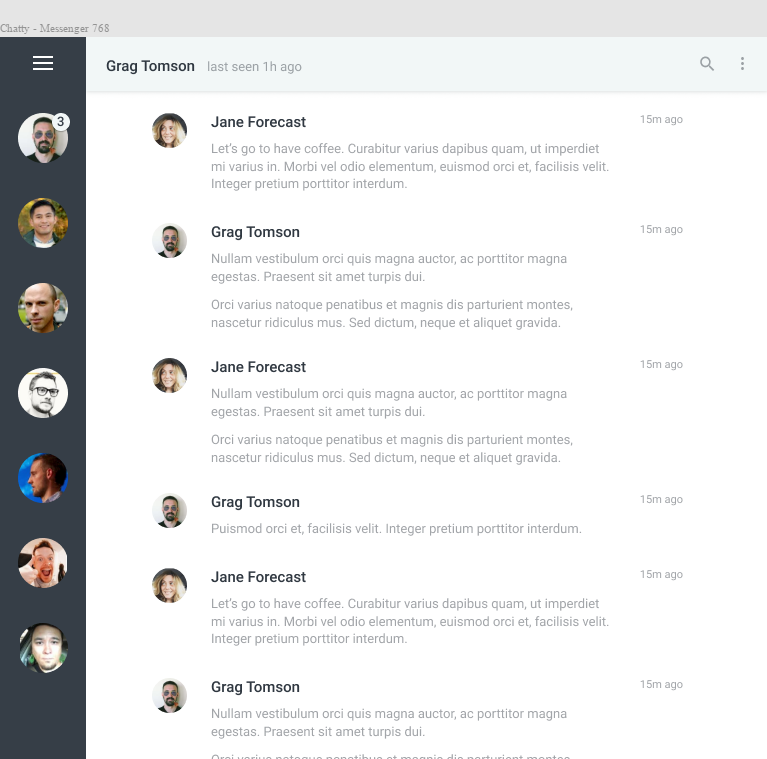 Chatty - Messenger 768
Grag Tomson last seen 1h ago
3
Jane Forecast 15m ago
Let's go to have coffee. Curabitur varius dapibus quam, ut imperdiet
mi varius in. Morbi vel odio elementum, euismod orci et, facilisis velit.
Integer pretium porttitor interdum.
Grag Tomson 15m ago
Nullam vestibulum orci quis magna auctor, ac porttitor magna
egestas. Praesent sit amet turpis dui.
Orci varius natoque penatibus et magnis dis parturient montes,
nascetur ridiculus mus. Sed dictum, neque et aliquet gravida.
Jane Forecast 15m ago
Nullam vestibulum orci quis magna auctor, ac porttitor magna
egestas. Praesent sit amet turpis dui.
Orci varius natoque penatibus et magnis dis parturient montes,
nascetur ridiculus mus. Sed dictum, neque et aliquet gravida.
Grag Tomson 15m ago
Puismod orci et, facilisis velit. Integer pretium porttitor interdum.
Jane Forecast 15m ago
Let's go to have coffee. Curabitur varius dapibus quam, ut imperdiet
mi varius in. Morbi vel odio elementum, euismod orci et, facilisis velit.
Integer pretium porttitor interdum.
Grag Tomson 15m ago
Nullam vestibulum orci quis magna auctor, ac porttitor magna
egestas. Praesent sit amet turpis dui.